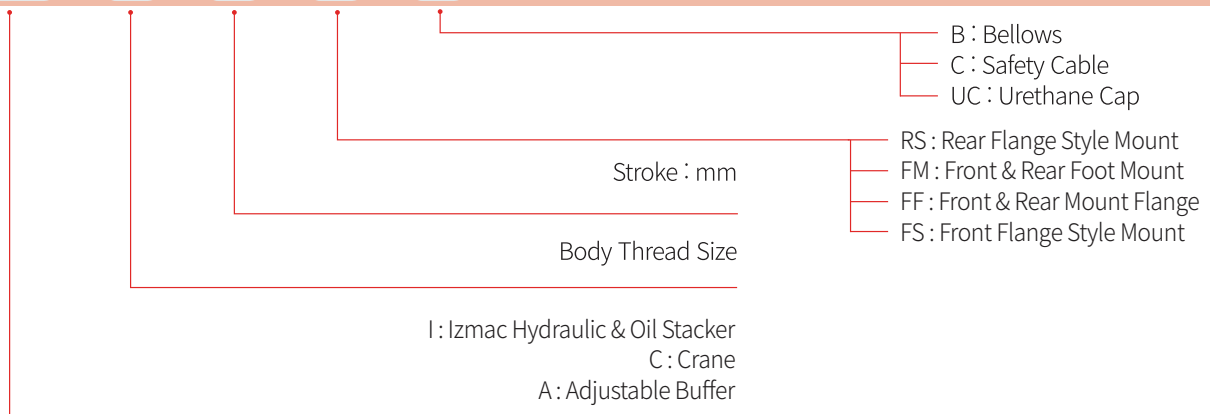 B : Bellows
C : Safety Cable
UC : Urethane Cap
RS : Rear Flange Style Mount
FM : Front & Rear Foot Mount
FF : Front & Rear Mount Flange
FS : Front Flange Style Mount
Stroke : mm
Body Thread Size
I : Izmac Hydraulic & Oil Stacker
C : Crane
A : Adjustable Buffer